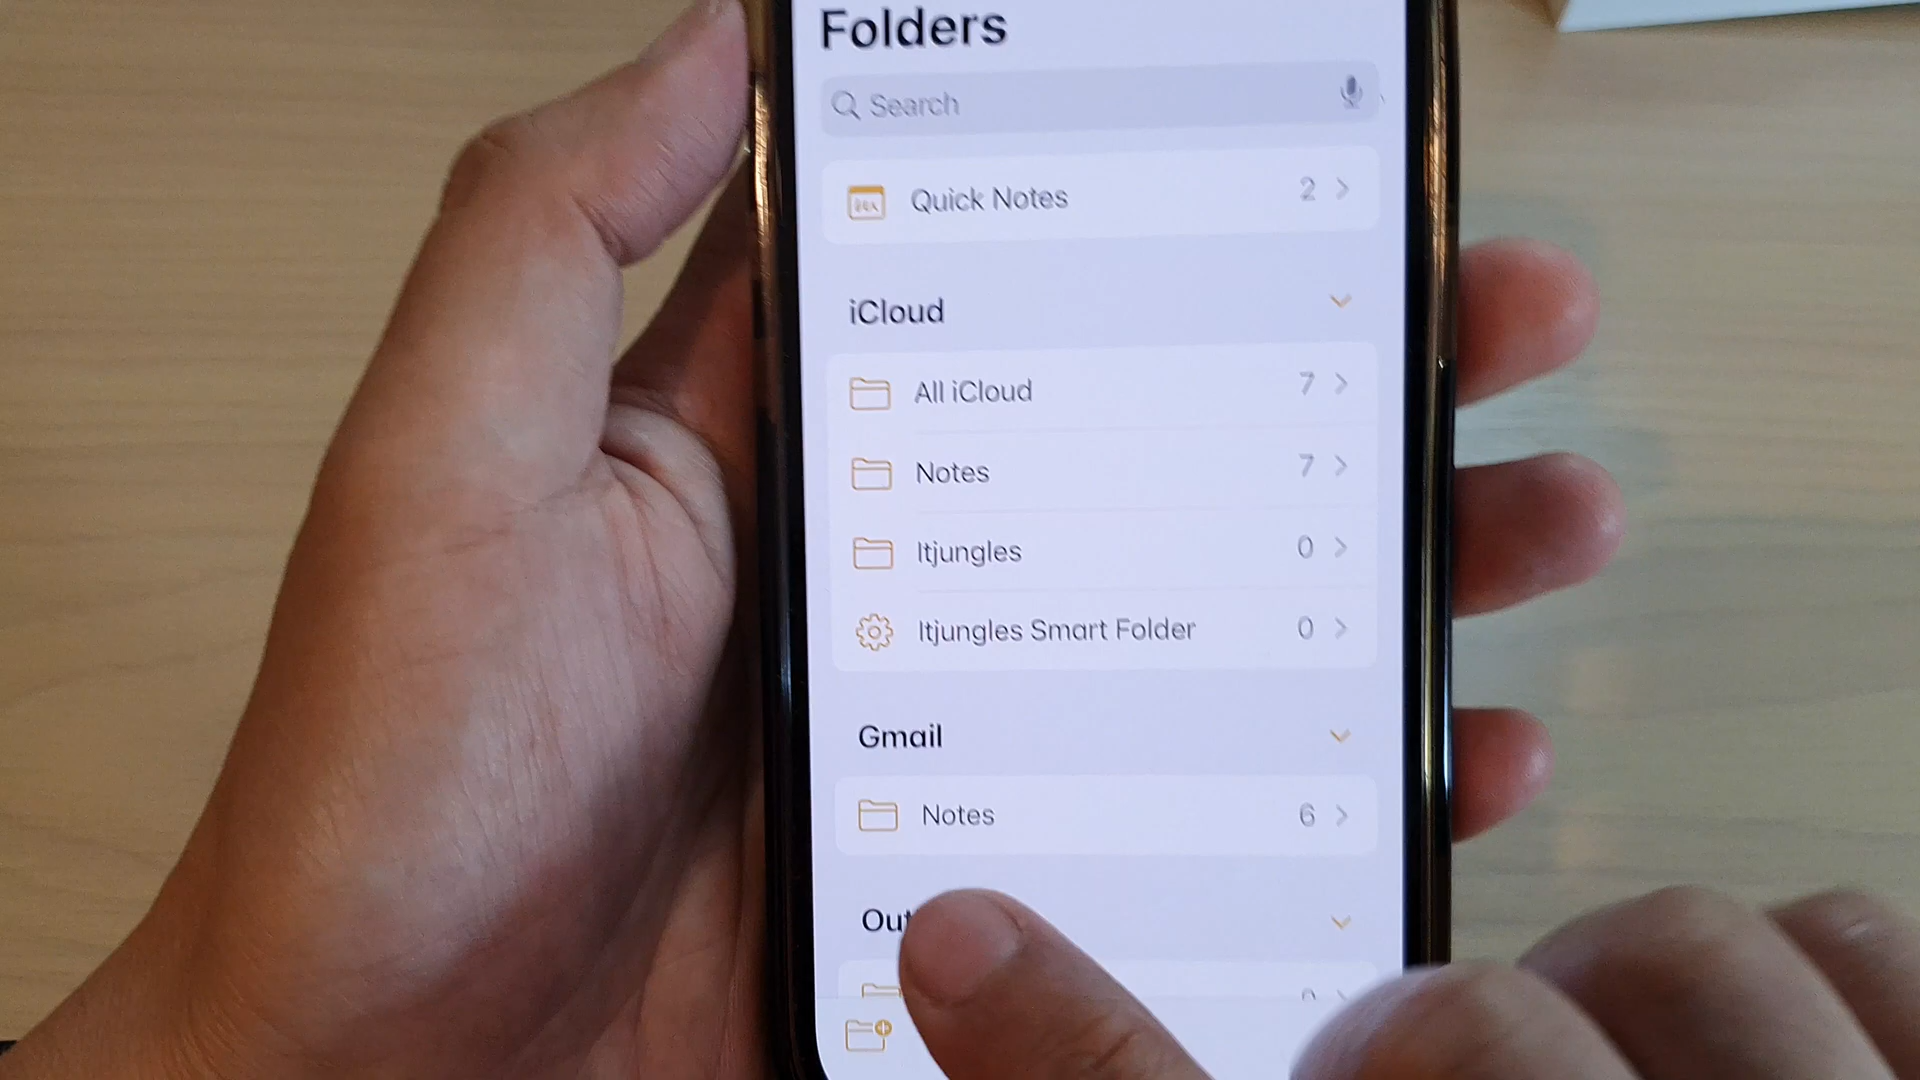 Folders
Search
Quick Notes 2
iCloud
All iCloud 7
Notes 7
Itjungles 0
Itjungles Smart Folder 0
Gmail
Notes 6